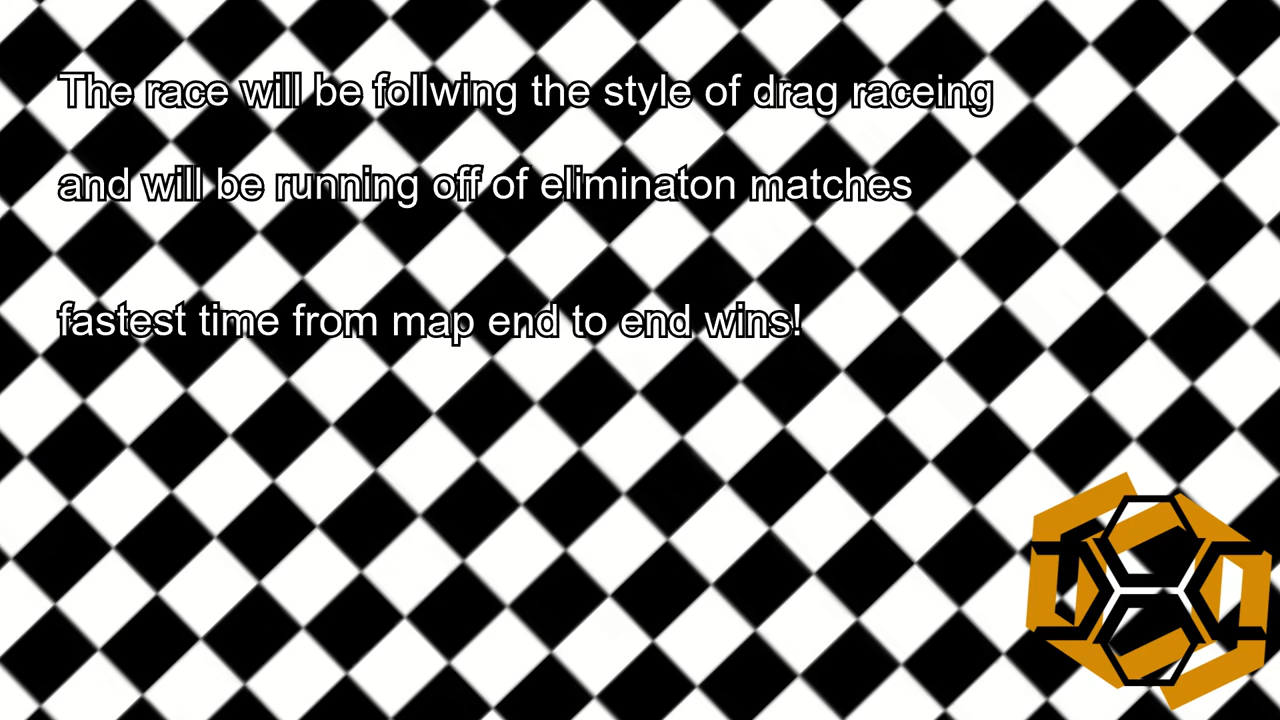 The race will be follwing the style of drag raceing
and will be running off of eliminaton matches
fastest time from map end to end wins!